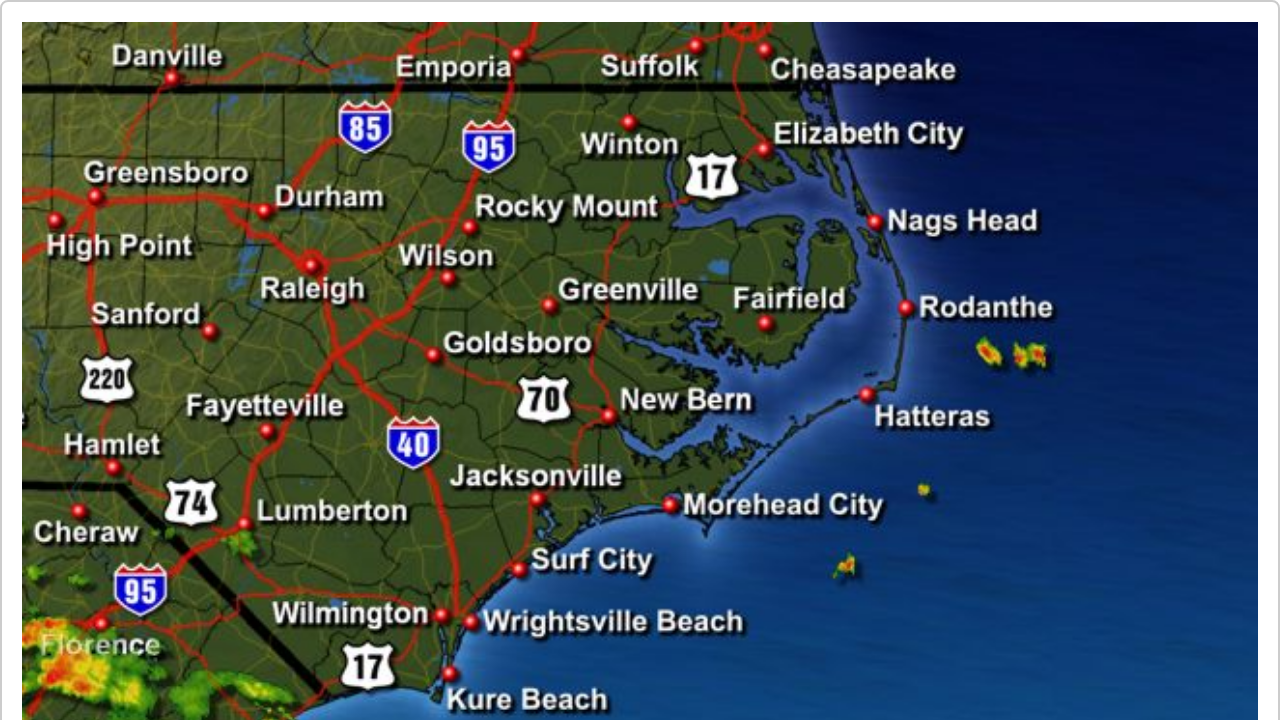 Danville
Emporia
Suffolk
Cheasapeake
85
95
Winton
Elizabeth City
17
Greensboro
Durham
Rocky Mount
Nags Head
High Point
Wilson
Raleigh
Greenville
Fairfield
Rodanthe
Sanford
Goldsboro
220
Fayetteville
70
New Bern
Hatteras
Hamlet
40
Jacksonville
74
Lumberton
Morehead City
Cheraw
Surf City
95
Wilmington
Wrightsville Beach
Florence
17
Kure Beach